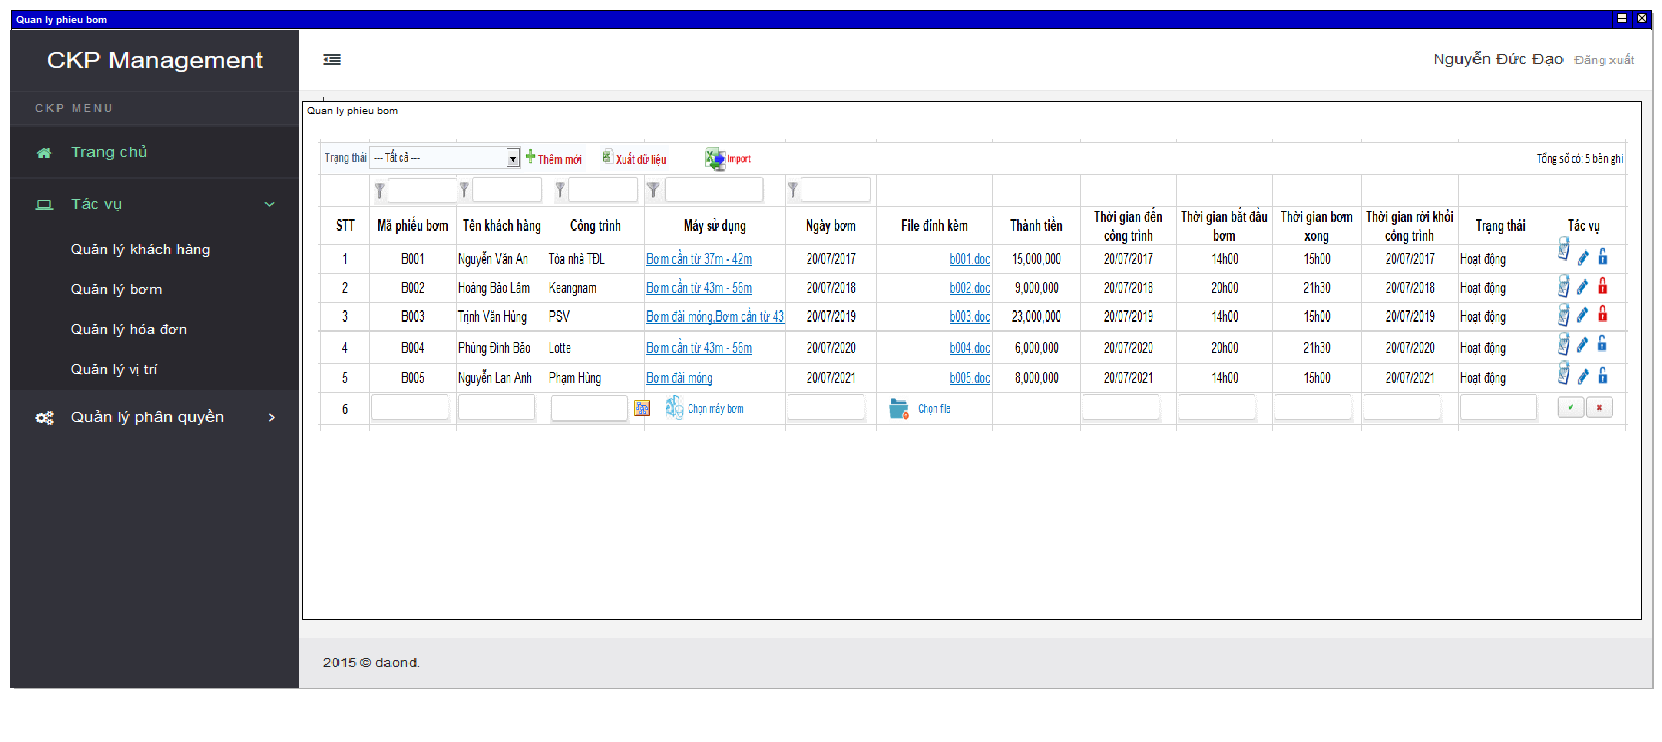 Quan ly phieu bom
CKP Management
Nguyễn Đức Đạo Đăng xuất
CKP MENU
Trang chủ
Tác vụ
Quản lý khách hàng
Quản lý bơm
Quản lý hóa đơn
Quản lý vị trí
Quản lý phân quyền
Quan ly phieu bom
Trạng thái --- Tất cả --- Thêm mới Xuất dữ liệu Import Tổng số có: 5 bản ghi
STT Mã phiếu bơm Tên khách hàng Công trình Máy sử dụng Ngày bơm File đính kèm Thành tiền Thời gian đến công trình Thời gian bắt đầu bơm Thời gian bơm xong Thời gian rời khỏi công trình Trạng thái Tác vụ
1 B001 Nguyễn Văn An Tòa nhà TĐL Bơm cần từ 37m - 42m 20/07/2017 b001.doc 15,000,000 20/07/2017 14h00 15h00 20/07/2017 Hoạt động
2 B002 Hoàng Bảo Lâm Keangnam Bơm cần từ 43m - 56m 20/07/2018 b002.doc 9,000,000 20/07/2018 20h00 21h30 20/07/2018 Hoạt động
3 B003 Trịnh Văn Hùng PSV Bơm đài móng,Bơm cần từ 43 20/07/2019 b003.doc 23,000,000 20/07/2019 14h00 15h00 20/07/2019 Hoạt động
4 B004 Phùng Đình Bảo Lotte Bơm cần từ 43m - 56m 20/07/2020 b004.doc 6,000,000 20/07/2020 20h00 21h30 20/07/2020 Hoạt động
5 B005 Nguyễn Lan Anh Phạm Hùng Bơm đài móng 20/07/2021 b005.doc 8,000,000 20/07/2021 14h00 15h00 20/07/2021 Hoạt động
6 Chọn máy bơm Chọn file
2015 © daond.